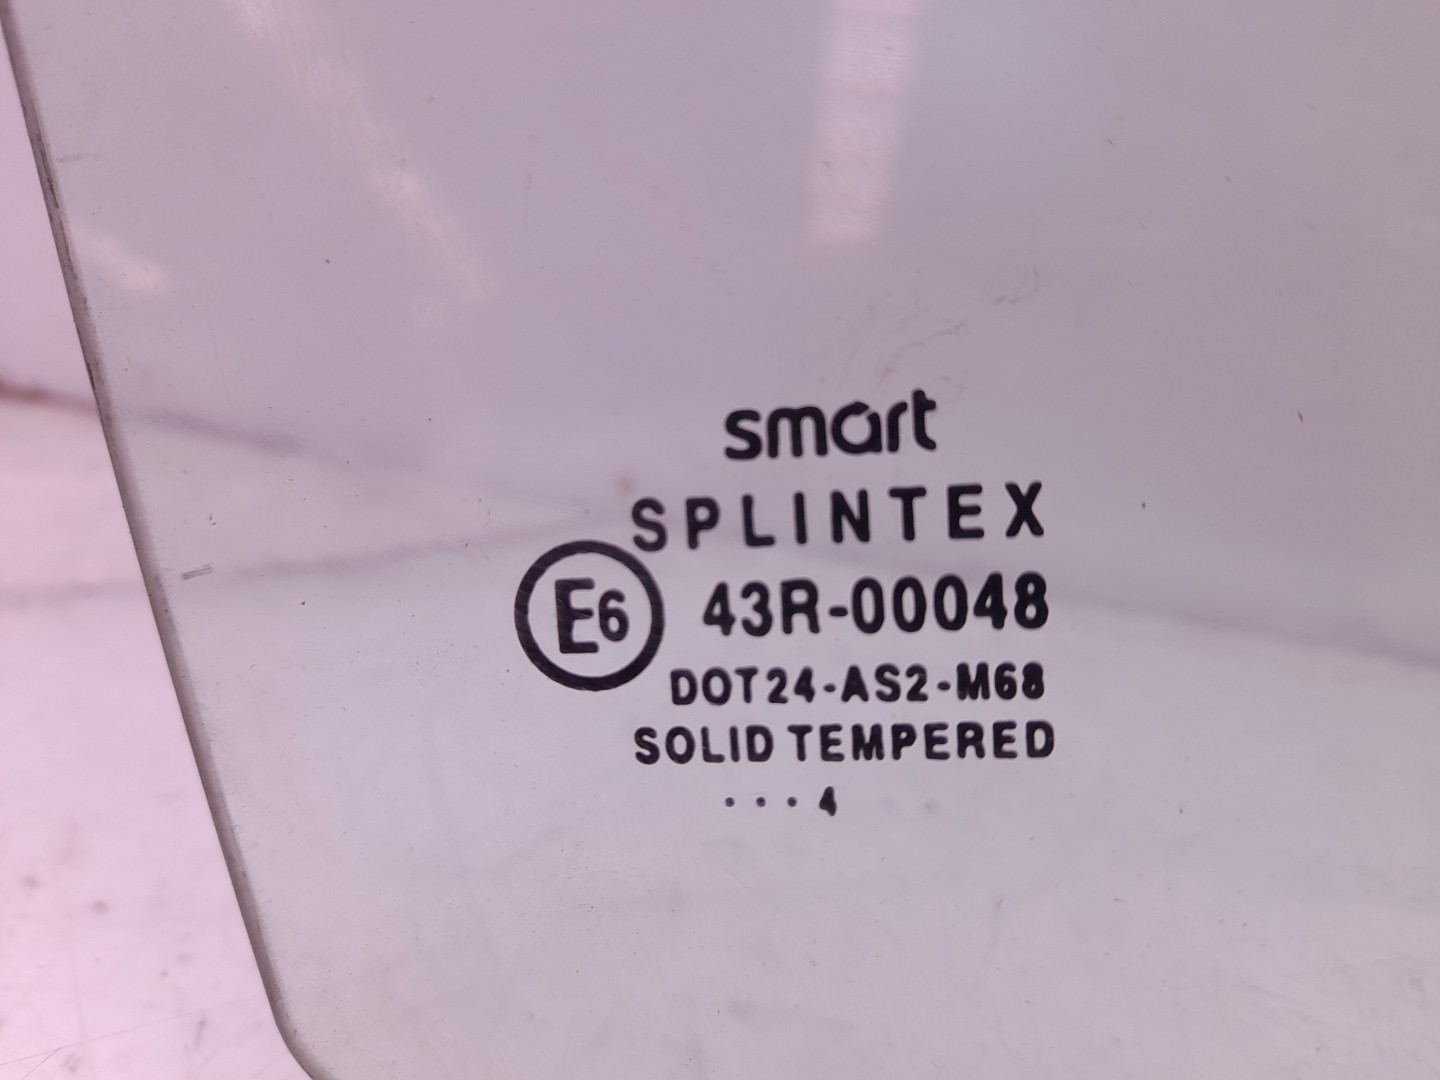 smart
SPLINTEX
E6 43R-00048
DOT24-AS2-M68
SOLID TEMPERED
...4